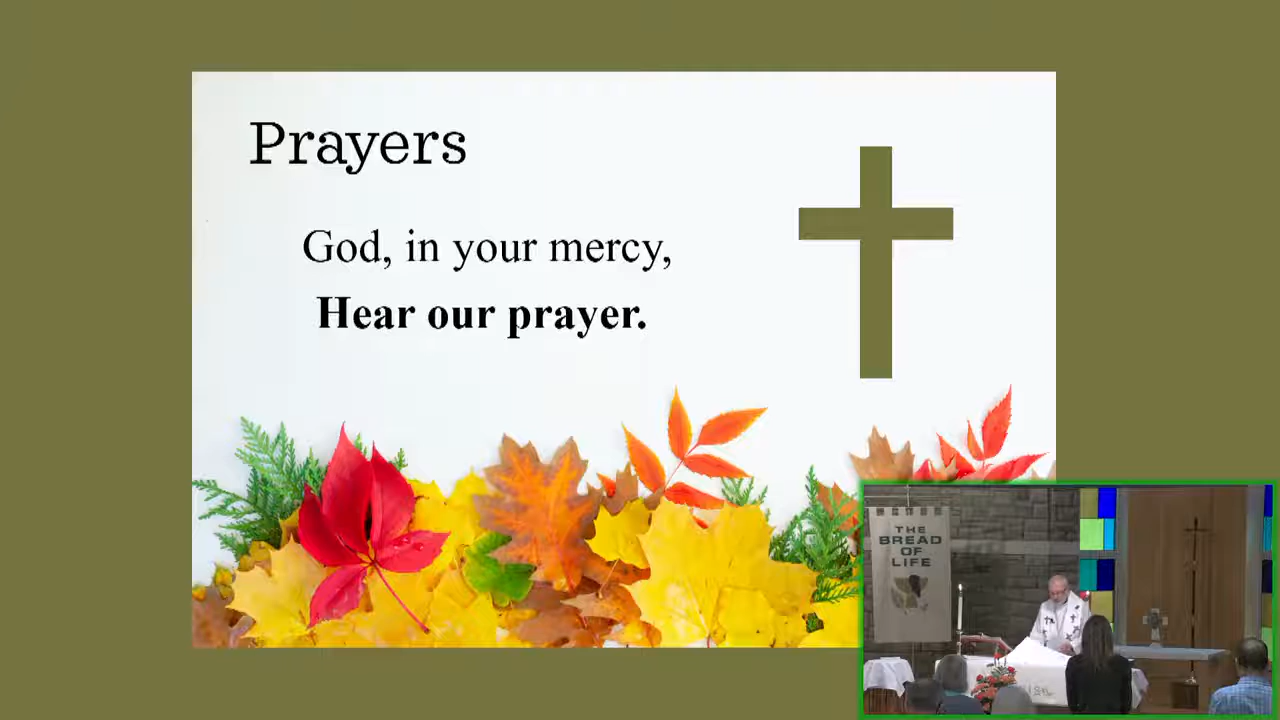 Prayers
God, in your mercy,
Hear our prayer.
THE
BREAD
OF
LIFE